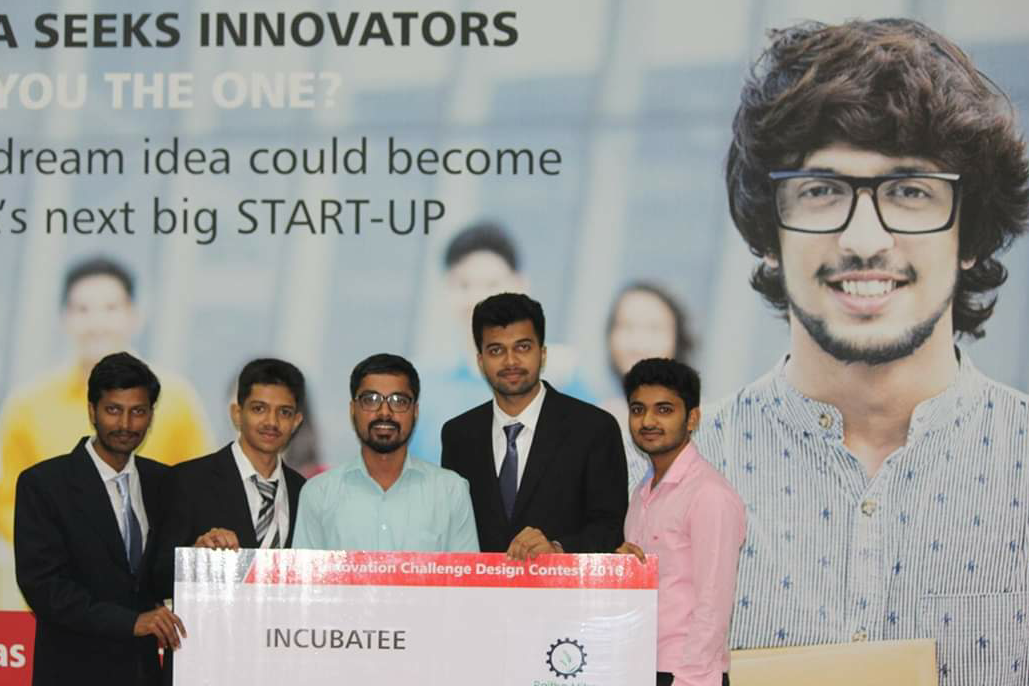 A SEEKS INNOVATORS
YOU THE ONE?
dream idea could become
's next big START-UP
Innovation Challenge Design Contest 2016
INCUBATEE
as